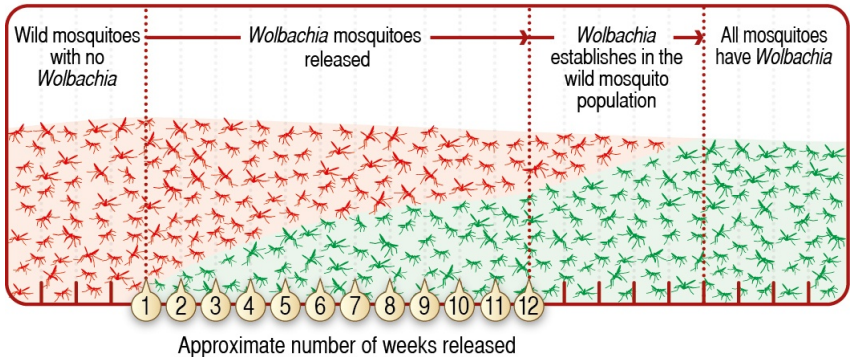 Wild mosquitoes
with no
Wolbachia
Wolbachia mosquitoes
released
Wolbachia
establishes in the
wild mosquito
population
All mosquitoes
have Wolbachia
1 2 3 4 5 6 7 8 9 10 11 12
Approximate number of weeks released